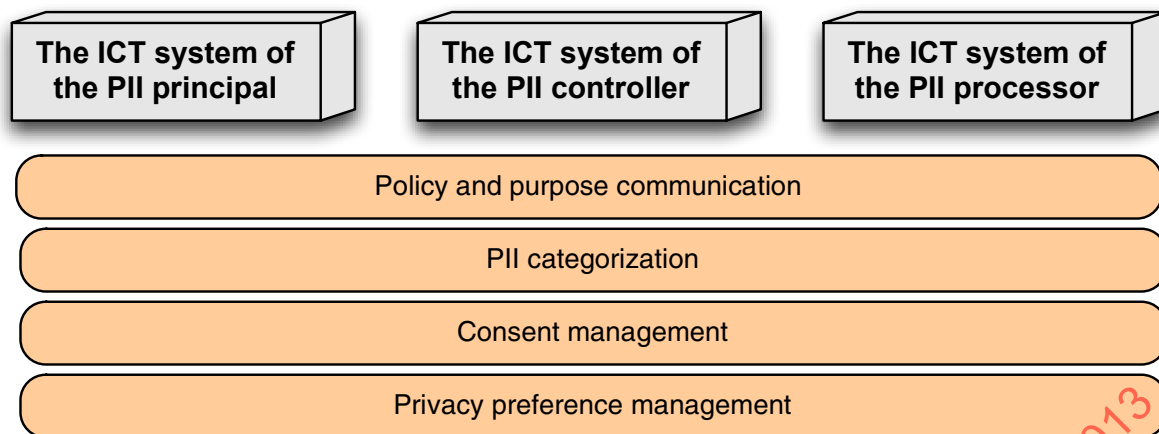 The ICT system of
the PII principal
The ICT system of
the PII controller
The ICT system of
the PII processor
Policy and purpose communication
PII categorization
Consent management
Privacy preference management
013